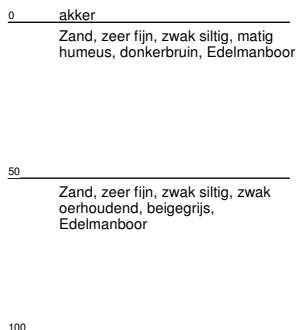 0 akker
Zand, zeer fijn, zwak siltig, matig
humeus, donkerbruin, Edelmanboor
50
Zand, zeer fijn, zwak siltig, zwak
oerhoudend, beigegrijs,
Edelmanboor
100